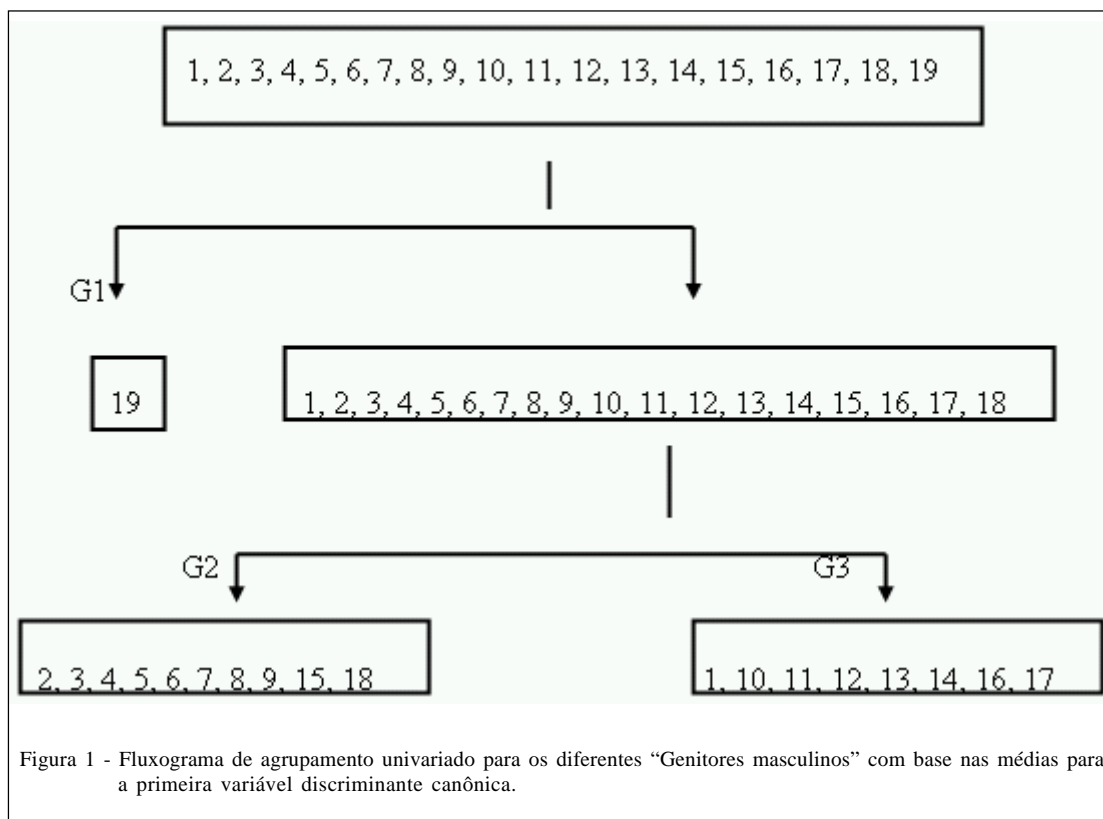 1, 2, 3, 4, 5, 6, 7, 8, 9, 10, 11, 12, 13, 14, 15, 16, 17, 18, 19
G1
19
1, 2, 3, 4, 5, 6, 7, 8, 9, 10, 11, 12, 13, 14, 15, 16, 17, 18
G2
G3
2, 3, 4, 5, 6, 7, 8, 9, 15, 18
1, 10, 11, 12, 13, 14, 16, 17
Figura 1 - Fluxograma de agrupamento univariado para os diferentes “Genitores masculinos” com base nas médias para
a primeira variável discriminante canônica.